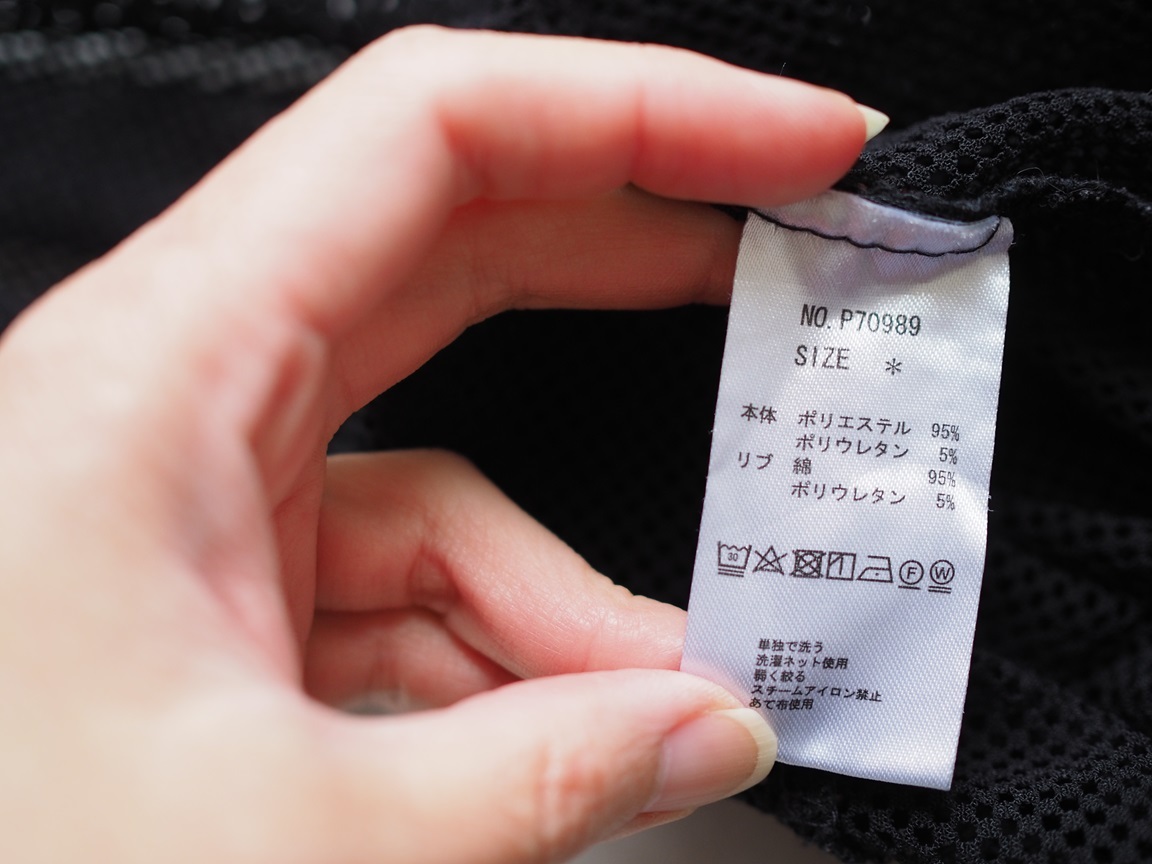 NO. P70989
SIZE *
本体 ポリエステル 95%
ポリウレタン 5%
リブ 綿 95%
ポリウレタン 5%
30 F W
単独で洗う
洗濯ネット使用
弱く絞る
スチームアイロン禁止
あて布使用